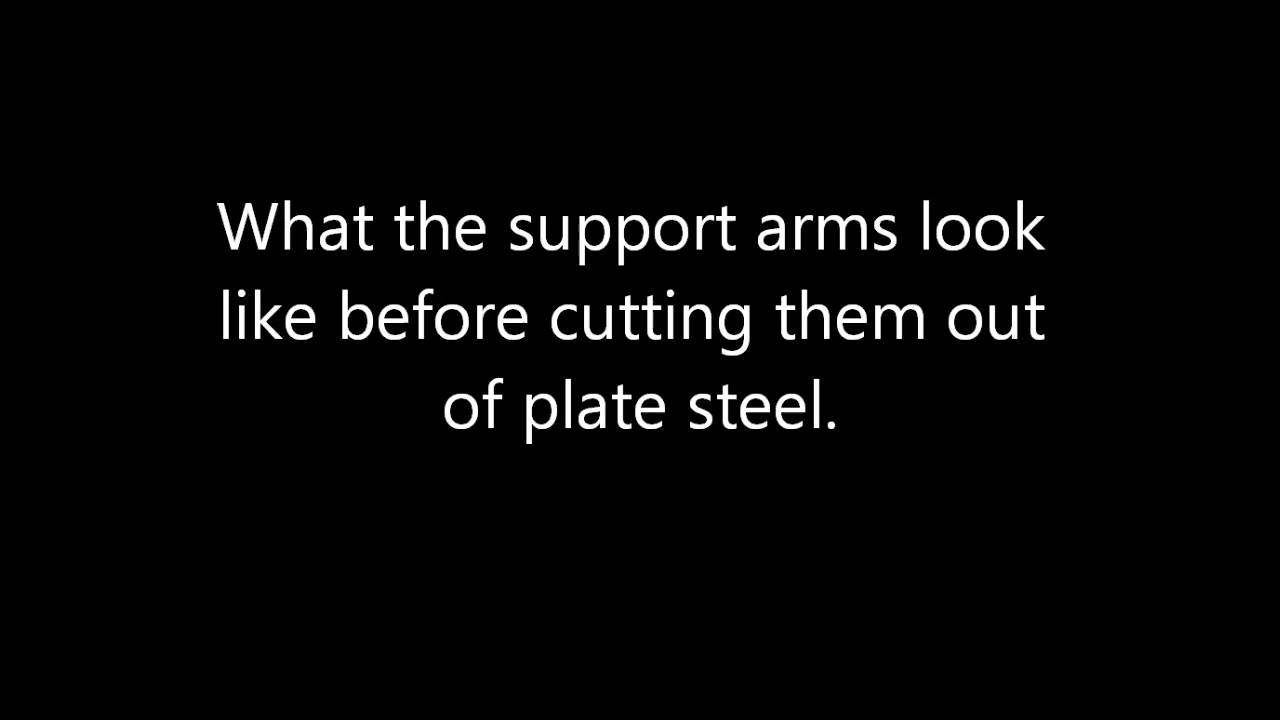 What the support arms look
like before cutting them out
of plate steel.